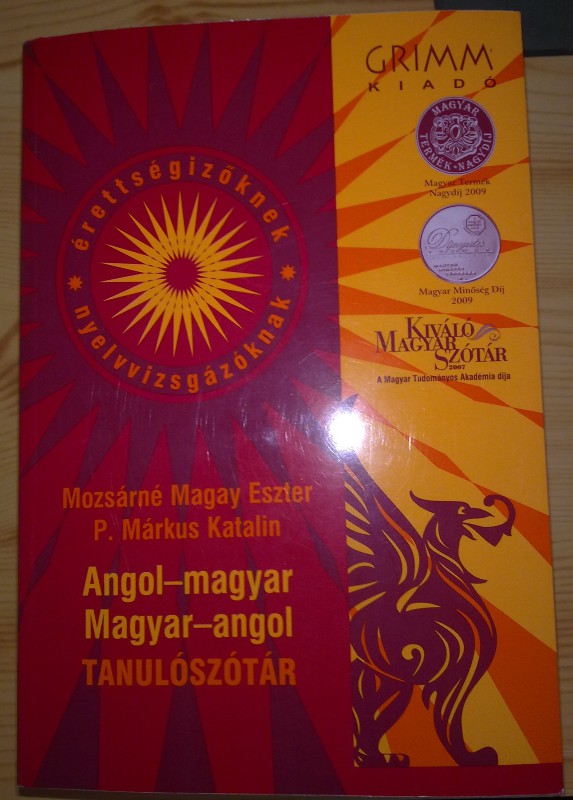 GRIMM
KIADÓ
MAGYAR
TERMÉK • NAGYDÍJ
Magyar Termék
Nagydíj 2009
Magyar Minőség Díj
2009
KIVÁLÓ
MAGYAR
SZÓTÁR
2007
A Magyar Tudományos Akadémia díja
érettségizőknek
nyelvvizsgázóknak
Mozsárné Magay Eszter
P. Márkus Katalin
Angol–magyar
Magyar–angol
TANULÓSZÓTÁR